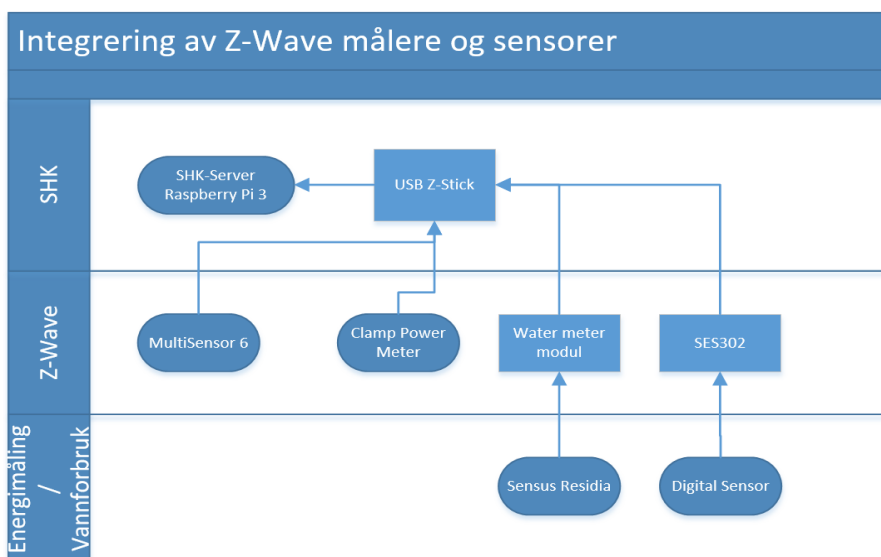 Integrering av Z-Wave målere og sensorer
SHK
SHK-Server
Raspberry Pi 3
USB Z-Stick
Z-Wave
MultiSensor 6
Clamp Power
Meter
Water meter
modul
SES302
Energimåling
/
Vannforbruk
Sensus Residia
Digital Sensor